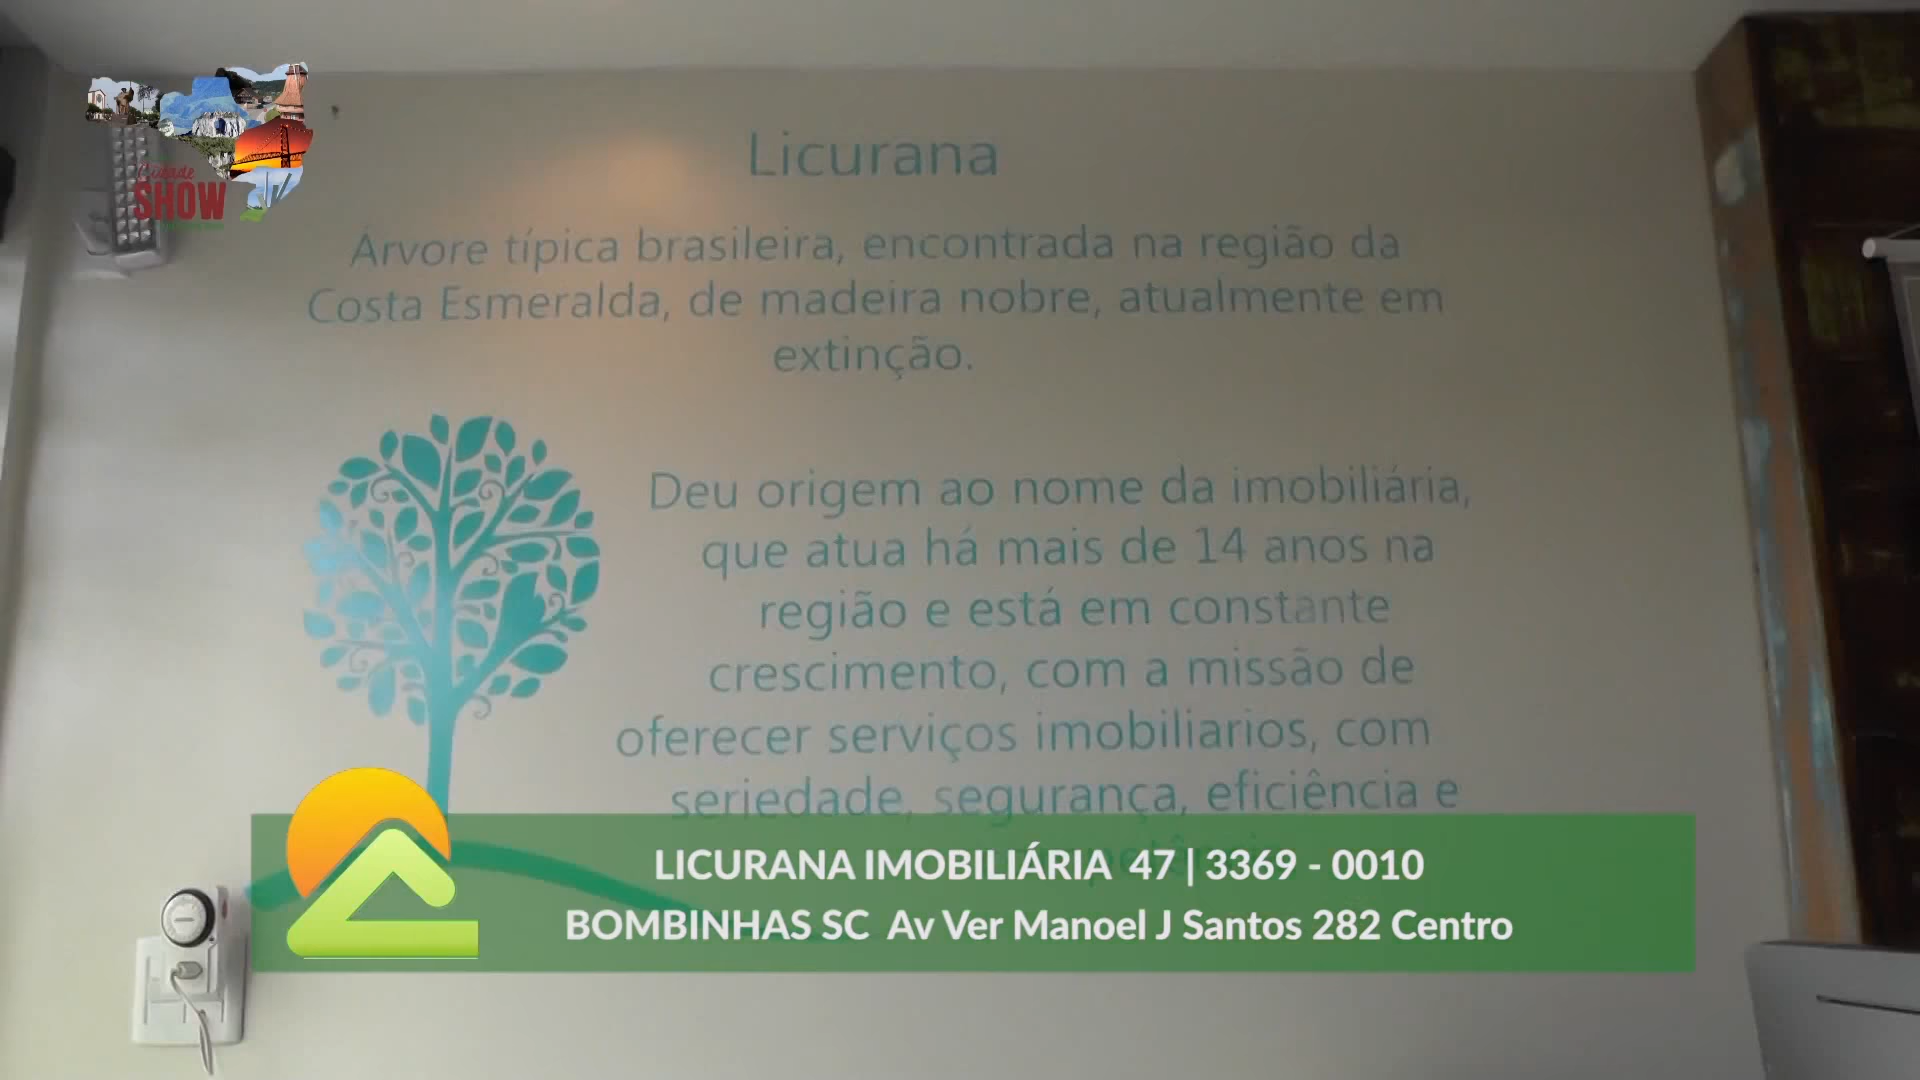 Cidade
SHOW
Licurana
Árvore típica brasileira, encontrada na região da
Costa Esmeralda, de madeira nobre, atualmente em
extinção.
Deu origem ao nome da imobiliária,
que atua há mais de 14 anos na
região e está em constante
crescimento, com a missão de
oferecer serviços imobiliarios, com
seriedade, segurança, eficiência e
LICURANA IMOBILIÁRIA 47 | 3369 - 0010
BOMBINHAS SC Av Ver Manoel J Santos 282 Centro